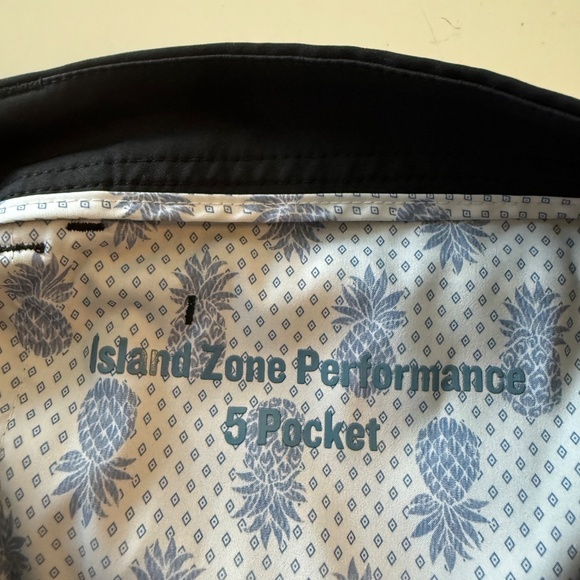 Island Zone Performance
5 Pocket